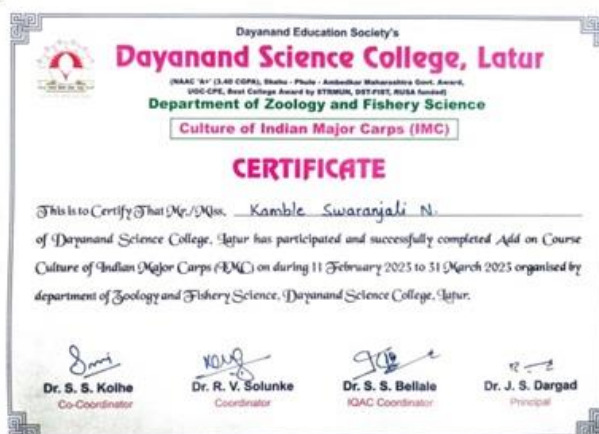 Dayanand Education Society's
Dayanand Science College, Latur
(NAAC 'A+' (3.40 CGPA), Shahu - Phule - Ambedkar Maharashtra Govt. Award,
UGC-CPE, Best College Award by SRTMUN, DST-FIST, RUSA funded)
Department of Zoology and Fishery Science
Culture of Indian Major Carps (IMC)
CERTIFICATE
This is to Certify That Mr./Miss. Kamble Swaranjali N.
of Dayanand Science College, Latur has participated and successfully completed Add on Course
Culture of Indian Major Carps (IMC) on during 11 February 2023 to 31 March 2023 organised by
department of Zoology and Fishery Science, Dayanand Science College, Latur.
Dr. S. S. Kolhe
Co-Coordinator
Dr. R. V. Solunke
Coordinator
Dr. S. S. Bellale
IQAC Coordinator
Dr. J. S. Dargad
Principal